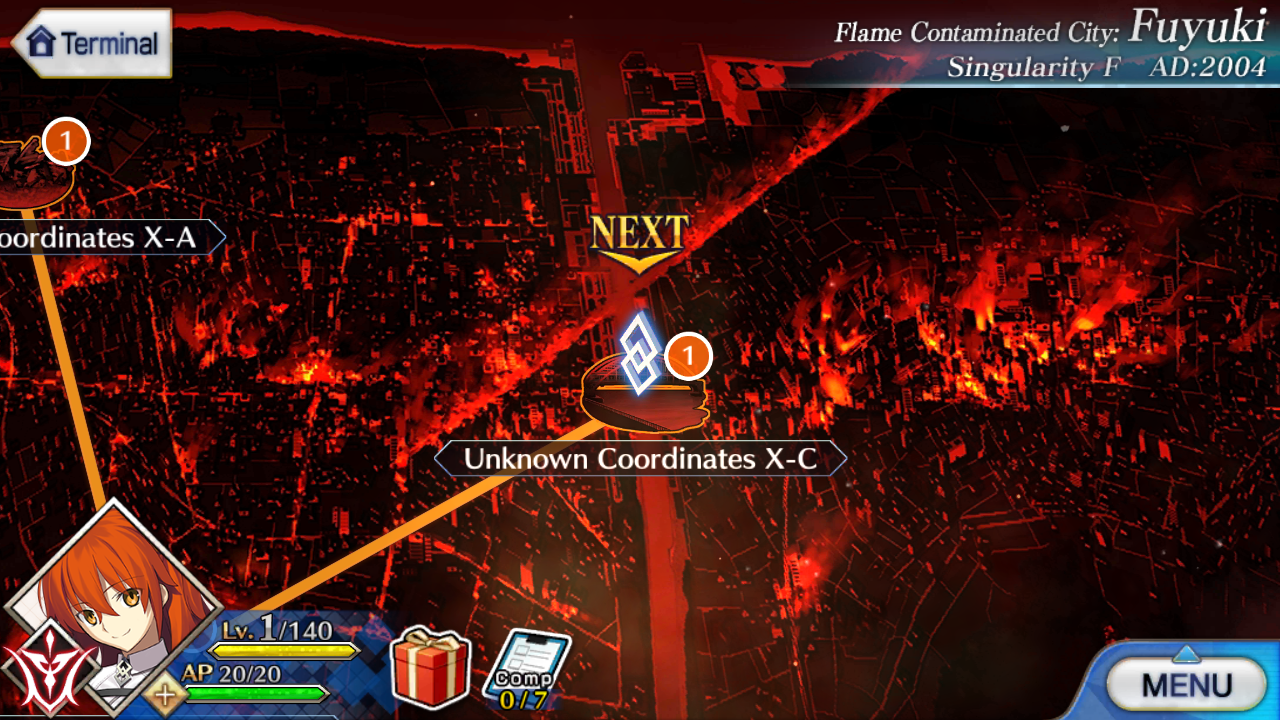 Terminal
Flame Contaminated City: Fuyuki
Singularity F AD:2004
1
oordinates X-A
NEXT
1
Unknown Coordinates X-C
Lv. 1/140
AP 20/20
Comp
0/7
MENU